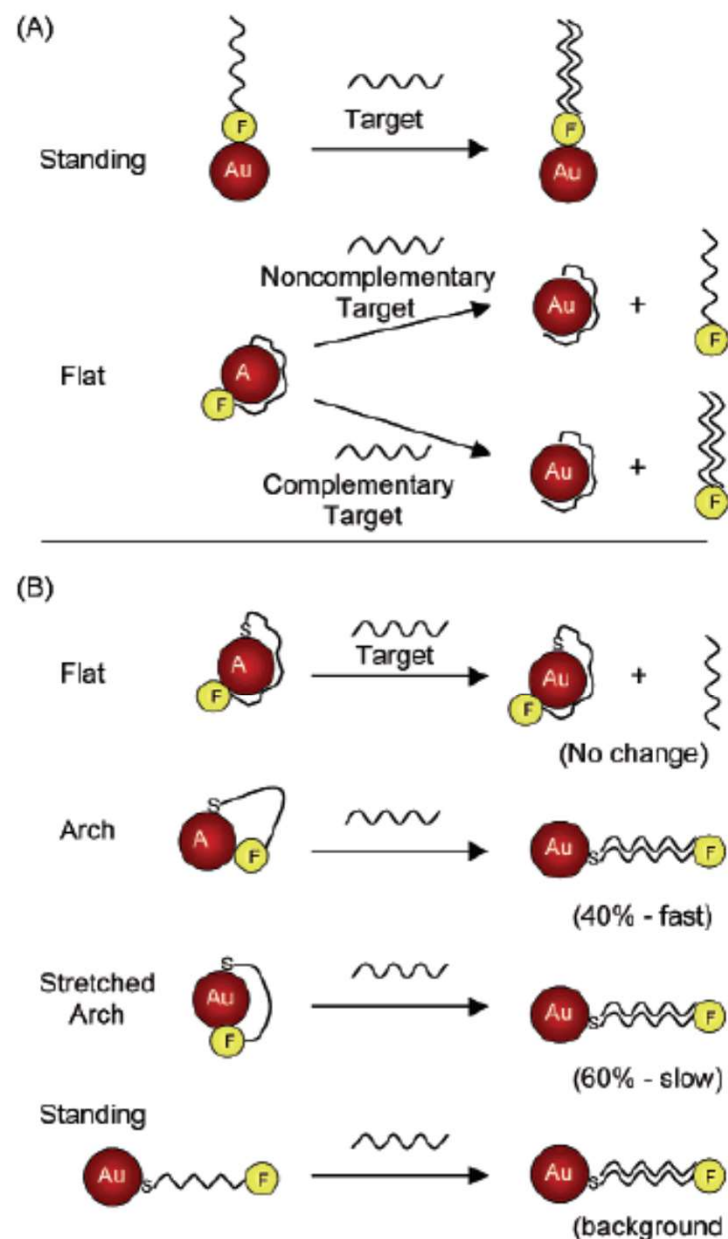 (A)
F
Au
Standing
Target
F
Au
Noncomplementary
Target
Flat
A
F
Au
+
F
Complementary
Target
Au
+
F
(B)
Flat
S
A
F
Target
S
Au
F
+
(No change)
Arch
S
A
F
Au
S
F
(40% - fast)
Stretched
Arch
S
Au
F
Au
S
F
(60% - slow)
Standing
Au
S
F
Au
S
F
(background